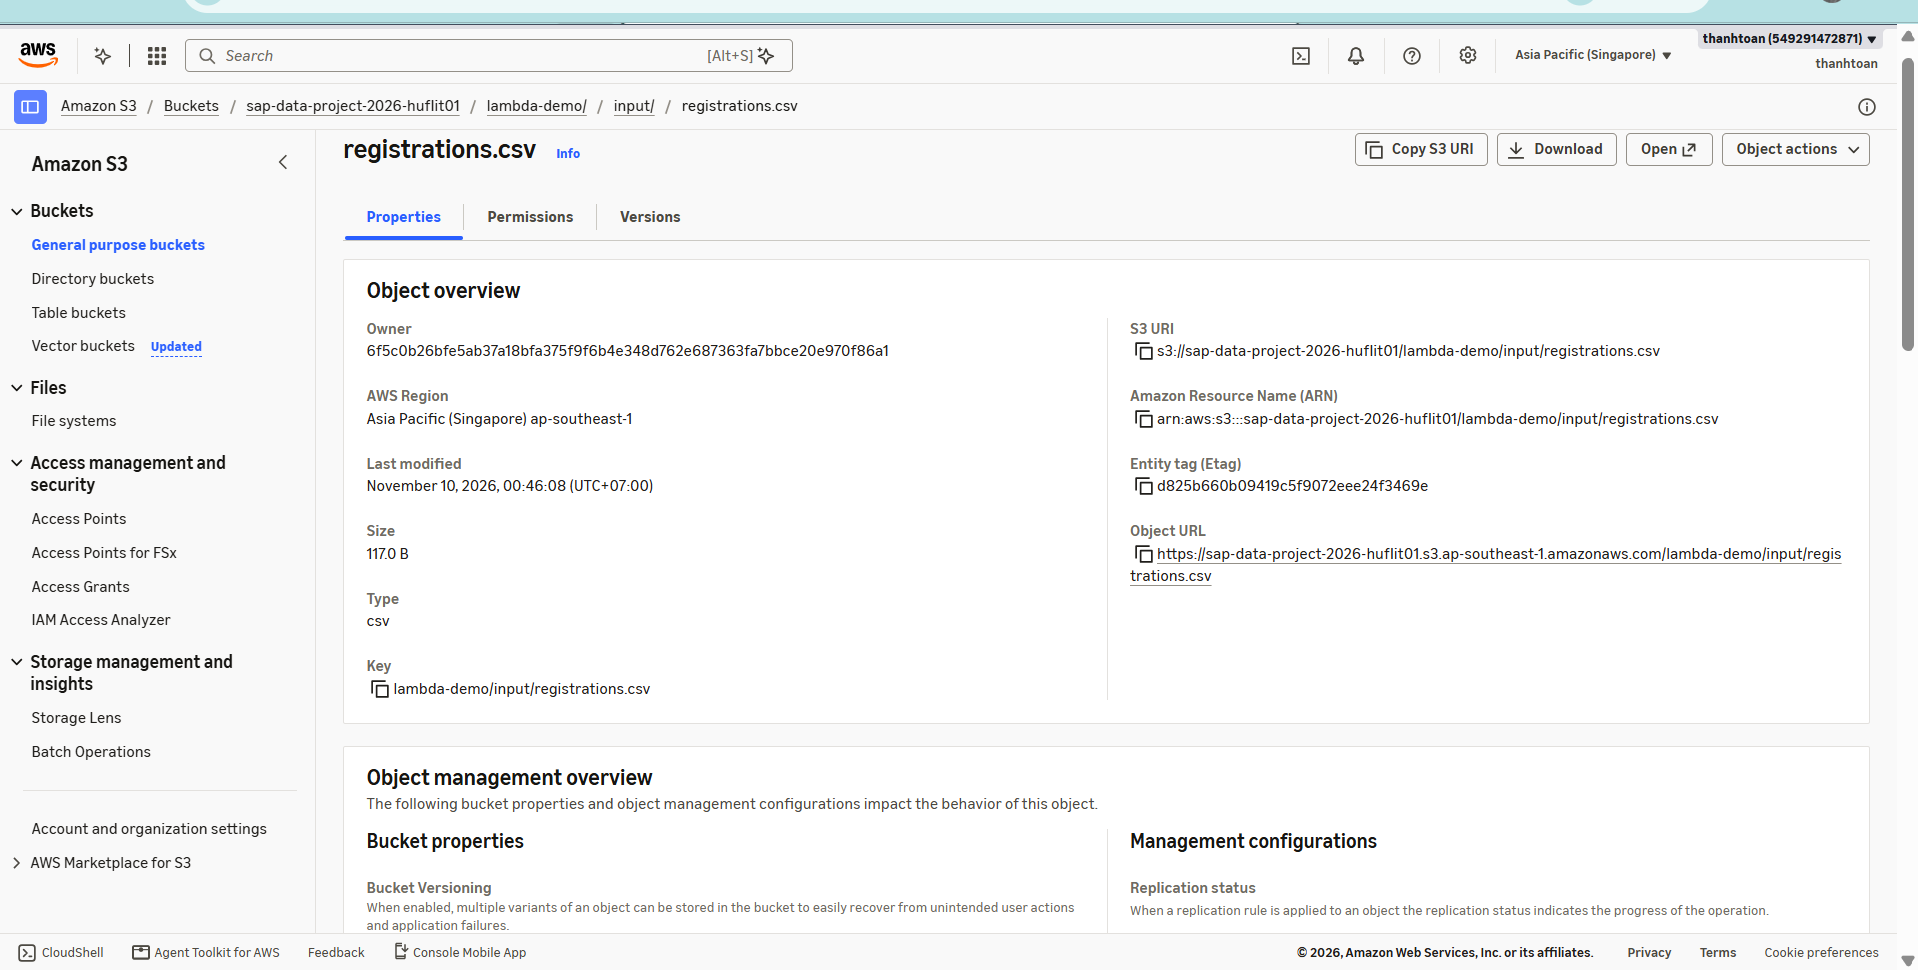 aws
Search
[Alt+S]
Asia Pacific (Singapore)
thanhtoan (549291472871)
thanhtoan
Amazon S3 / Buckets / sap-data-project-2026-huflit01 / lambda-demo/ / input/ / registrations.csv
Amazon S3
Buckets
General purpose buckets
Directory buckets
Table buckets
Vector buckets Updated
Files
File systems
Access management and
security
Access Points
Access Points for FSx
Access Grants
IAM Access Analyzer
Storage management and
insights
Storage Lens
Batch Operations
Account and organization settings
AWS Marketplace for S3
registrations.csv Info
Copy S3 URI
Download
Open
Object actions
Properties
Permissions
Versions
Object overview
Owner
6f5c0b26bfe5ab37a18bfa375f9f6b4e348d762e687363fa7bbce20e970f86a1
AWS Region
Asia Pacific (Singapore) ap-southeast-1
Last modified
November 10, 2026, 00:46:08 (UTC+07:00)
Size
117.0 B
Type
csv
Key
lambda-demo/input/registrations.csv
S3 URI
s3://sap-data-project-2026-huflit01/lambda-demo/input/registrations.csv
Amazon Resource Name (ARN)
arn:aws:s3:::sap-data-project-2026-huflit01/lambda-demo/input/registrations.csv
Entity tag (Etag)
d825b660b09419c5f9072eee24f3469e
Object URL
https://sap-data-project-2026-huflit01.s3.ap-southeast-1.amazonaws.com/lambda-demo/input/regis
trations.csv
Object management overview
The following bucket properties and object management configurations impact the behavior of this object.
Bucket properties
Bucket Versioning
When enabled, multiple variants of an object can be stored in the bucket to easily recover from unintended user actions
and application failures.
Management configurations
Replication status
When a replication rule is applied to an object the replication status indicates the progress of the operation.
CloudShell
Agent Toolkit for AWS
Feedback
Console Mobile App
© 2026, Amazon Web Services, Inc. or its affiliates.
Privacy
Terms
Cookie preferences